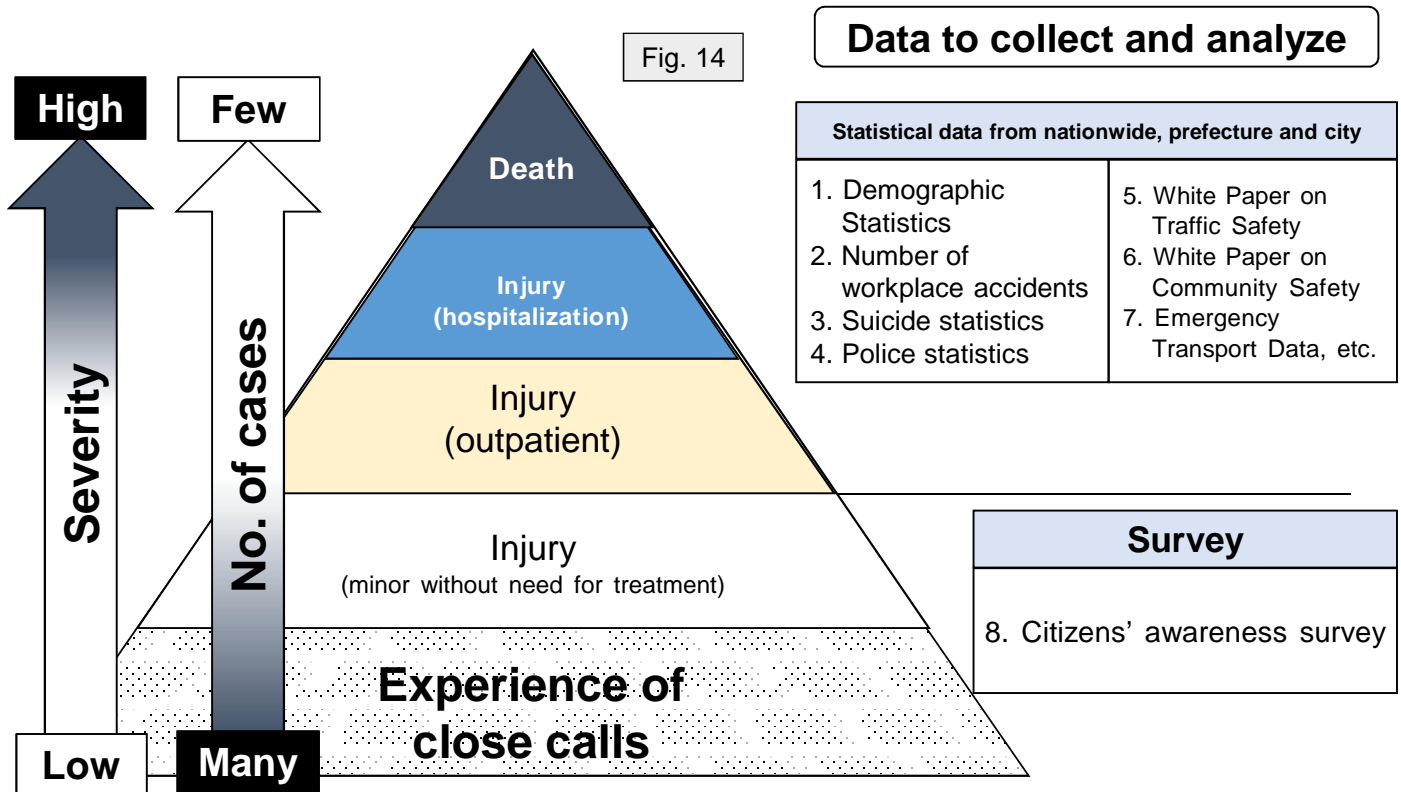 Fig. 14
Data to collect and analyze
High
Few
Severity
No. of cases
Low
Many
Death
Injury
(hospitalization)
Injury
(outpatient)
Injury
(minor without need for treatment)
Experience of
close calls
Statistical data from nationwide, prefecture and city
1. Demographic
Statistics
2. Number of
workplace accidents
3. Suicide statistics
4. Police statistics
5. White Paper on
Traffic Safety
6. White Paper on
Community Safety
7. Emergency
Transport Data, etc.
Survey
8. Citizens’ awareness survey